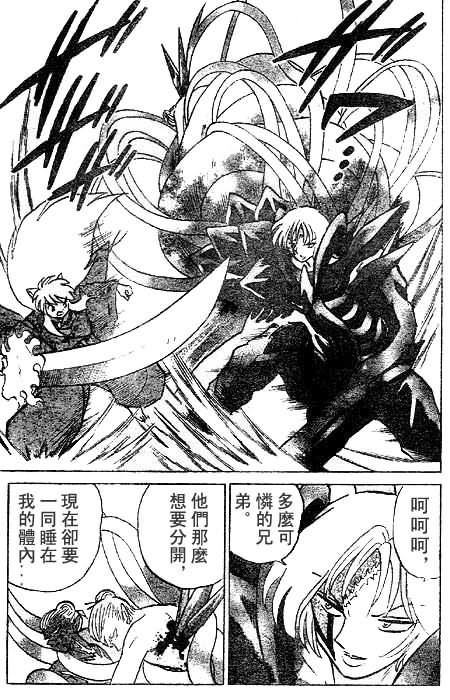 呵呵呵，
多麼可
憐的兄
弟。
他們那麼
想要分開，
現在卻要
一同睡在
我的體內…